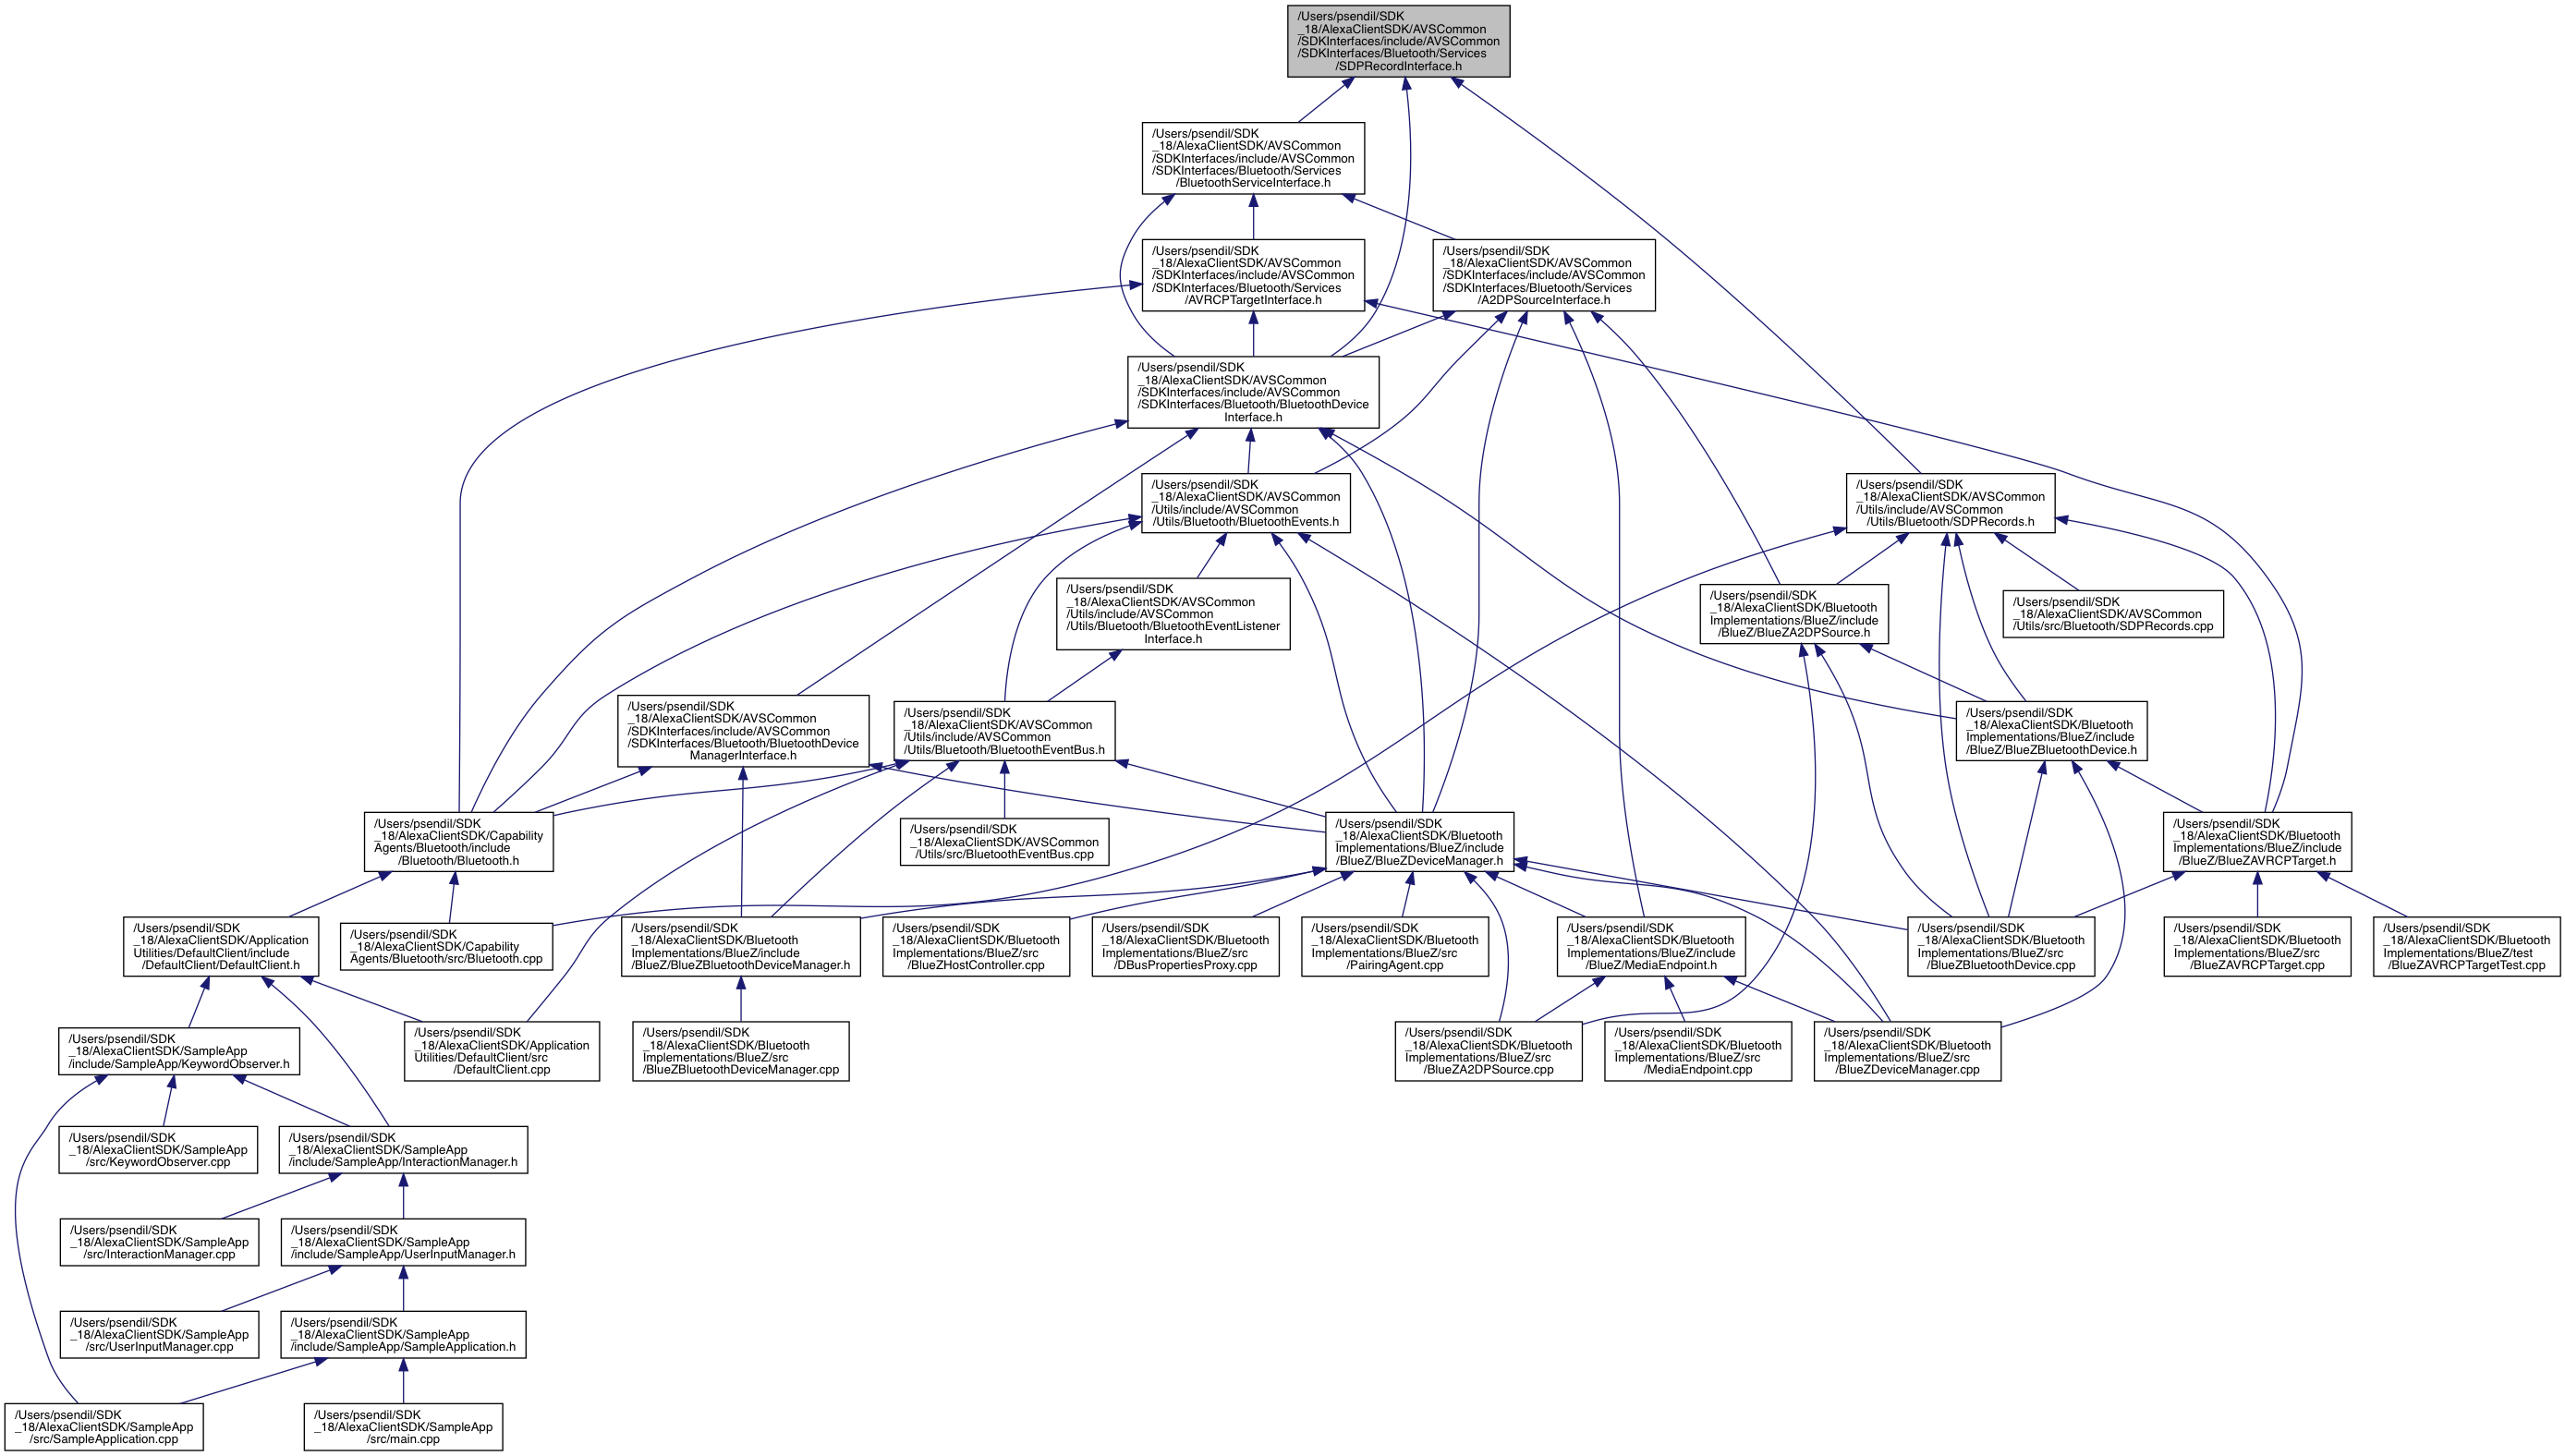 /Users/psendil/SDK
_18/AlexaClientSDK/AVSCommon
/SDKInterfaces/include/AVSCommon
/SDKInterfaces/Bluetooth/Services
/SDPRecordInterface.h
/Users/psendil/SDK
_18/AlexaClientSDK/AVSCommon
/SDKInterfaces/include/AVSCommon
/SDKInterfaces/Bluetooth/Services
/BluetoothServiceInterface.h
/Users/psendil/SDK
_18/AlexaClientSDK/AVSCommon
/SDKInterfaces/include/AVSCommon
/SDKInterfaces/Bluetooth/Services
/AVRCPTargetInterface.h
/Users/psendil/SDK
_18/AlexaClientSDK/AVSCommon
/SDKInterfaces/include/AVSCommon
/SDKInterfaces/Bluetooth/Services
/A2DPSourceInterface.h
/Users/psendil/SDK
_18/AlexaClientSDK/AVSCommon
/SDKInterfaces/include/AVSCommon
/SDKInterfaces/Bluetooth/BluetoothDevice
Interface.h
/Users/psendil/SDK
_18/AlexaClientSDK/AVSCommon
/Utils/include/AVSCommon
/Utils/Bluetooth/BluetoothEvents.h
/Users/psendil/SDK
_18/AlexaClientSDK/AVSCommon
/Utils/include/AVSCommon
/Utils/Bluetooth/SDPRecords.h
/Users/psendil/SDK
_18/AlexaClientSDK/AVSCommon
/Utils/include/AVSCommon
/Utils/Bluetooth/BluetoothEventListener
Interface.h
/Users/psendil/SDK
_18/AlexaClientSDK/Bluetooth
Implementations/BlueZ/include
/BlueZ/BlueZA2DPSource.h
/Users/psendil/SDK
_18/AlexaClientSDK/AVSCommon
/Utils/src/Bluetooth/SDPRecords.cpp
/Users/psendil/SDK
_18/AlexaClientSDK/AVSCommon
/SDKInterfaces/include/AVSCommon
/SDKInterfaces/Bluetooth/BluetoothDevice
ManagerInterface.h
/Users/psendil/SDK
_18/AlexaClientSDK/AVSCommon
/Utils/include/AVSCommon
/Utils/Bluetooth/BluetoothEventBus.h
/Users/psendil/SDK
_18/AlexaClientSDK/Bluetooth
Implementations/BlueZ/include
/BlueZ/BlueZBluetoothDevice.h
/Users/psendil/SDK
_18/AlexaClientSDK/Capability
Agents/Bluetooth/include
/Bluetooth/Bluetooth.h
/Users/psendil/SDK
_18/AlexaClientSDK/AVSCommon
/Utils/src/BluetoothEventBus.cpp
/Users/psendil/SDK
_18/AlexaClientSDK/Bluetooth
Implementations/BlueZ/include
/BlueZ/BlueZDeviceManager.h
/Users/psendil/SDK
_18/AlexaClientSDK/Bluetooth
Implementations/BlueZ/include
/BlueZ/BlueZAVRCPTarget.h
/Users/psendil/SDK
_18/AlexaClientSDK/Application
Utilities/DefaultClient/include
/DefaultClient/DefaultClient.h
/Users/psendil/SDK
_18/AlexaClientSDK/Capability
Agents/Bluetooth/src/Bluetooth.cpp
/Users/psendil/SDK
_18/AlexaClientSDK/Bluetooth
Implementations/BlueZ/include
/BlueZ/BlueZBluetoothDeviceManager.h
/Users/psendil/SDK
_18/AlexaClientSDK/Bluetooth
Implementations/BlueZ/src
/BlueZHostController.cpp
/Users/psendil/SDK
_18/AlexaClientSDK/Bluetooth
Implementations/BlueZ/src
/DBusPropertiesProxy.cpp
/Users/psendil/SDK
_18/AlexaClientSDK/Bluetooth
Implementations/BlueZ/src
/PairingAgent.cpp
/Users/psendil/SDK
_18/AlexaClientSDK/Bluetooth
Implementations/BlueZ/include
/BlueZ/MediaEndpoint.h
/Users/psendil/SDK
_18/AlexaClientSDK/Bluetooth
Implementations/BlueZ/src
/BlueZBluetoothDevice.cpp
/Users/psendil/SDK
_18/AlexaClientSDK/Bluetooth
Implementations/BlueZ/src
/BlueZAVRCPTarget.cpp
/Users/psendil/SDK
_18/AlexaClientSDK/Bluetooth
Implementations/BlueZ/test
/BlueZAVRCPTargetTest.cpp
/Users/psendil/SDK
_18/AlexaClientSDK/SampleApp
/include/SampleApp/KeywordObserver.h
/Users/psendil/SDK
_18/AlexaClientSDK/Application
Utilities/DefaultClient/src
/DefaultClient.cpp
/Users/psendil/SDK
_18/AlexaClientSDK/Bluetooth
Implementations/BlueZ/src
/BlueZBluetoothDeviceManager.cpp
/Users/psendil/SDK
_18/AlexaClientSDK/Bluetooth
Implementations/BlueZ/src
/BlueZA2DPSource.cpp
/Users/psendil/SDK
_18/AlexaClientSDK/Bluetooth
Implementations/BlueZ/src
/MediaEndpoint.cpp
/Users/psendil/SDK
_18/AlexaClientSDK/Bluetooth
Implementations/BlueZ/src
/BlueZDeviceManager.cpp
/Users/psendil/SDK
_18/AlexaClientSDK/SampleApp
/src/KeywordObserver.cpp
/Users/psendil/SDK
_18/AlexaClientSDK/SampleApp
/include/SampleApp/InteractionManager.h
/Users/psendil/SDK
_18/AlexaClientSDK/SampleApp
/src/InteractionManager.cpp
/Users/psendil/SDK
_18/AlexaClientSDK/SampleApp
/include/SampleApp/UserInputManager.h
/Users/psendil/SDK
_18/AlexaClientSDK/SampleApp
/src/UserInputManager.cpp
/Users/psendil/SDK
_18/AlexaClientSDK/SampleApp
/include/SampleApp/SampleApplication.h
/Users/psendil/SDK
_18/AlexaClientSDK/SampleApp
/src/SampleApplication.cpp
/Users/psendil/SDK
_18/AlexaClientSDK/SampleApp
/src/main.cpp